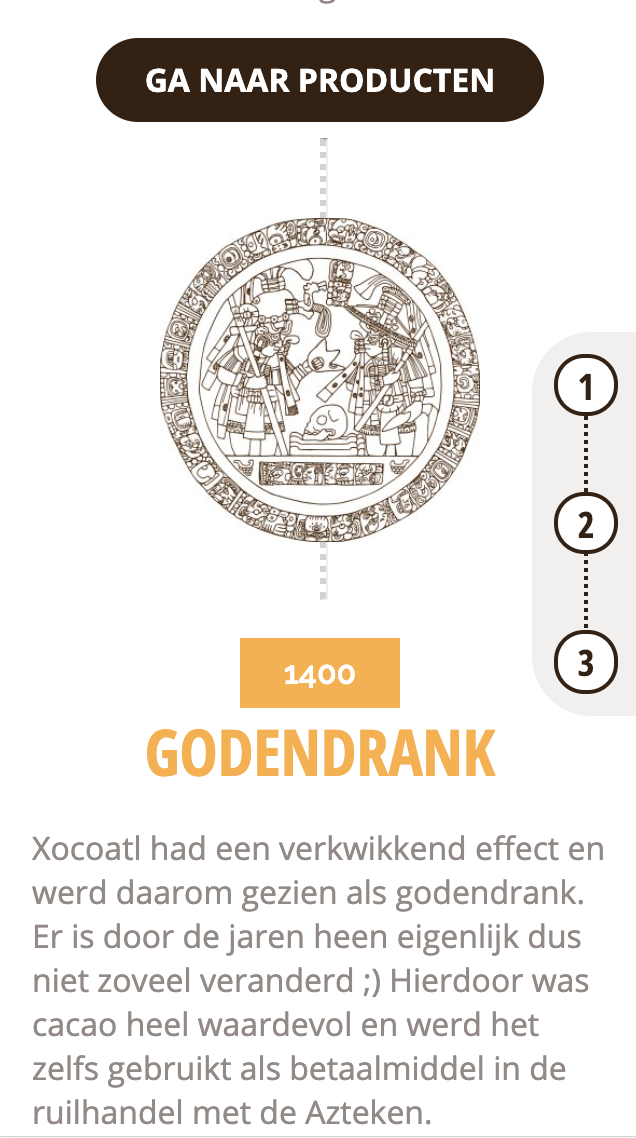 GA NAAR PRODUCTEN
1
2
3
1400
GODENDRANK
Xocoatl had een verkwikkend effect en
werd daarom gezien als godendrank.
Er is door de jaren heen eigenlijk dus
niet zoveel veranderd ;) Hierdoor was
cacao heel waardevol en werd het
zelfs gebruikt als betaalmiddel in de
ruilhandel met de Azteken.